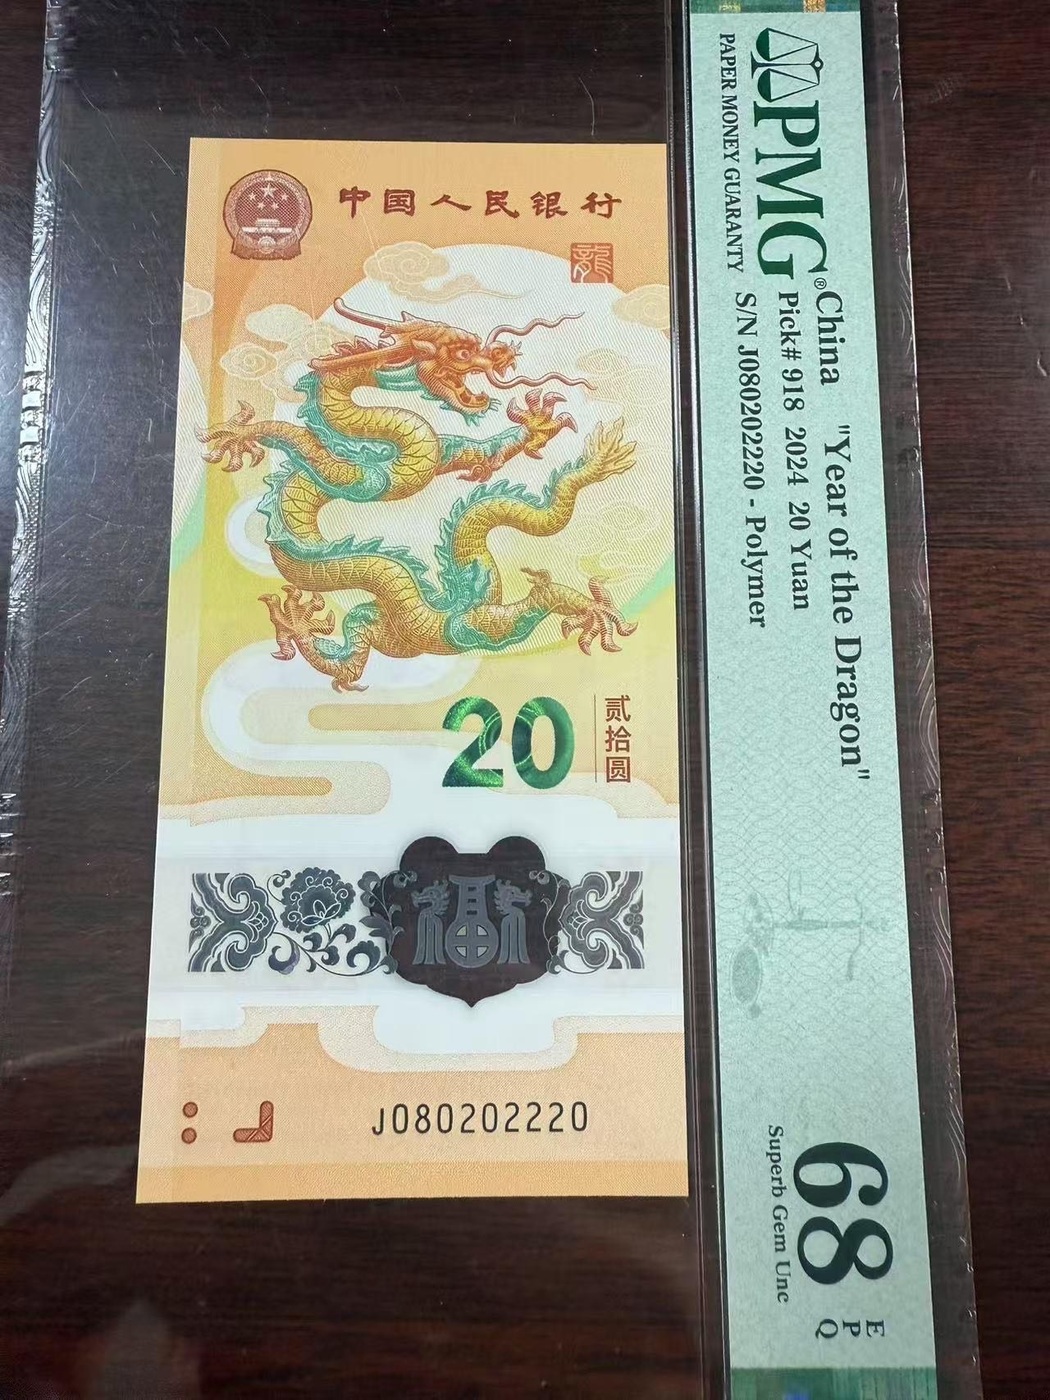 中国人民银行
龍
20
贰拾圆
J080202220
PMG®
PAPER MONEY GUARANTY
China "Year of the Dragon"
Pick# 918 2024 20 Yuan
S/N J080202220 - Polymer
68
EPQ
Superb Gem Unc